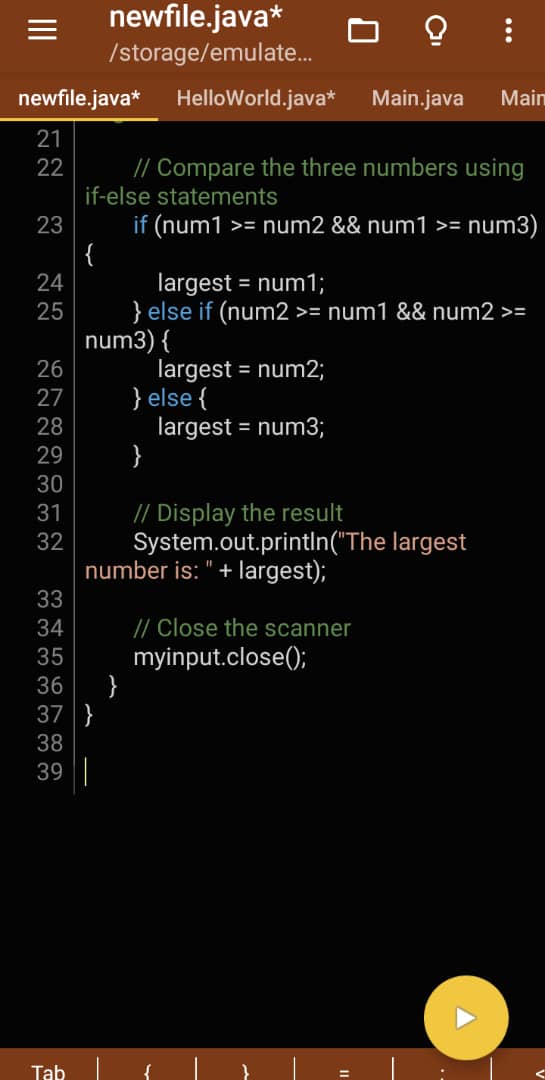 newfile.java*
/storage/emulate...
newfile.java* HelloWorld.java* Main.java Main
21
22 // Compare the three numbers using
if-else statements
23 if (num1 >= num2 && num1 >= num3)
{
24 largest = num1;
25 } else if (num2 >= num1 && num2 >=
num3) {
26 largest = num2;
27 } else {
28 largest = num3;
29 }
30
31 // Display the result
32 System.out.println("The largest
number is: " + largest);
33
34 // Close the scanner
35 myinput.close();
36 }
37 }
38
39
Tab { } = : <